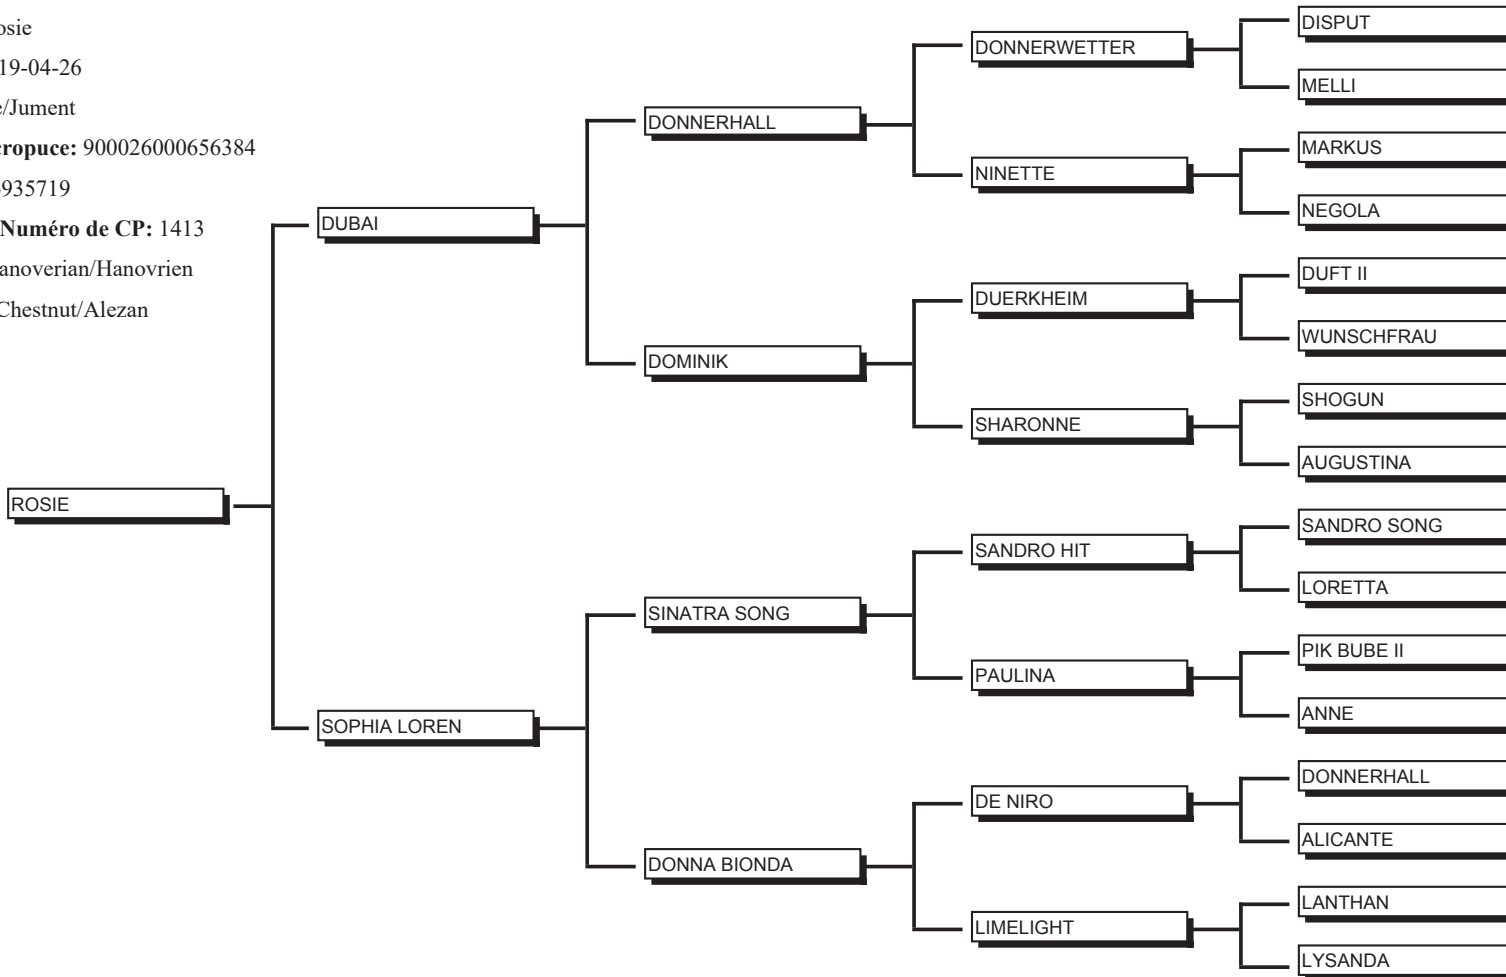 osie
19-04-26
e/Jument
cropuce: 900026000656384
6935719
Numéro de CP: 1413
anoverian/Hanovrien
Chestnut/Alezan
ROSIE
DUBAI
SOPHIA LOREN
DONNERHALL
DOMINIK
SINATRA SONG
DONNA BIONDA
DONNERWETTER
NINETTE
DUERKHEIM
SHARONNE
SANDRO HIT
PAULINA
DE NIRO
LIMELIGHT
DISPUT
MELLI
MARKUS
NEGOLA
DUFT II
WUNSCHFRAU
SHOGUN
AUGUSTINA
SANDRO SONG
LORETTA
PIK BUBE II
ANNE
DONNERHALL
ALICANTE
LANTHAN
LYSANDA